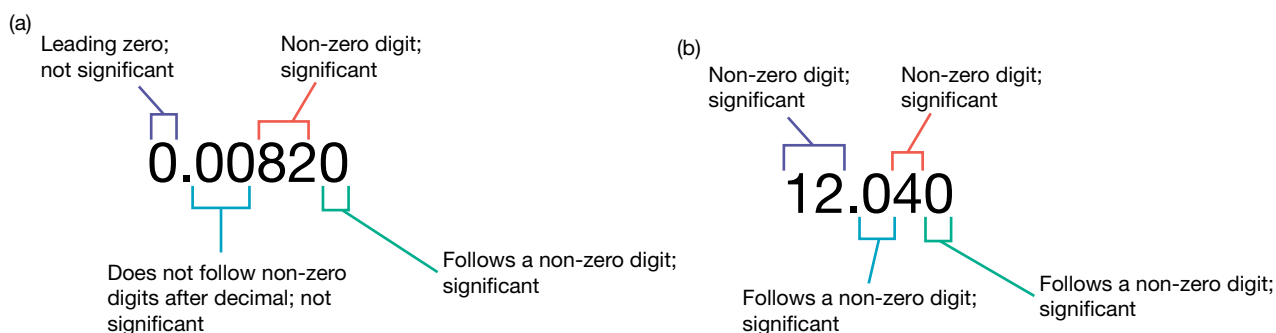 (a)
Leading zero;
not significant
Non-zero digit;
significant
0.00820
Does not follow non-zero
digits after decimal; not
significant
Follows a non-zero digit;
significant
(b)
Non-zero digit;
significant
Non-zero digit;
significant
12.040
Follows a non-zero digit;
significant
Follows a non-zero digit;
significant